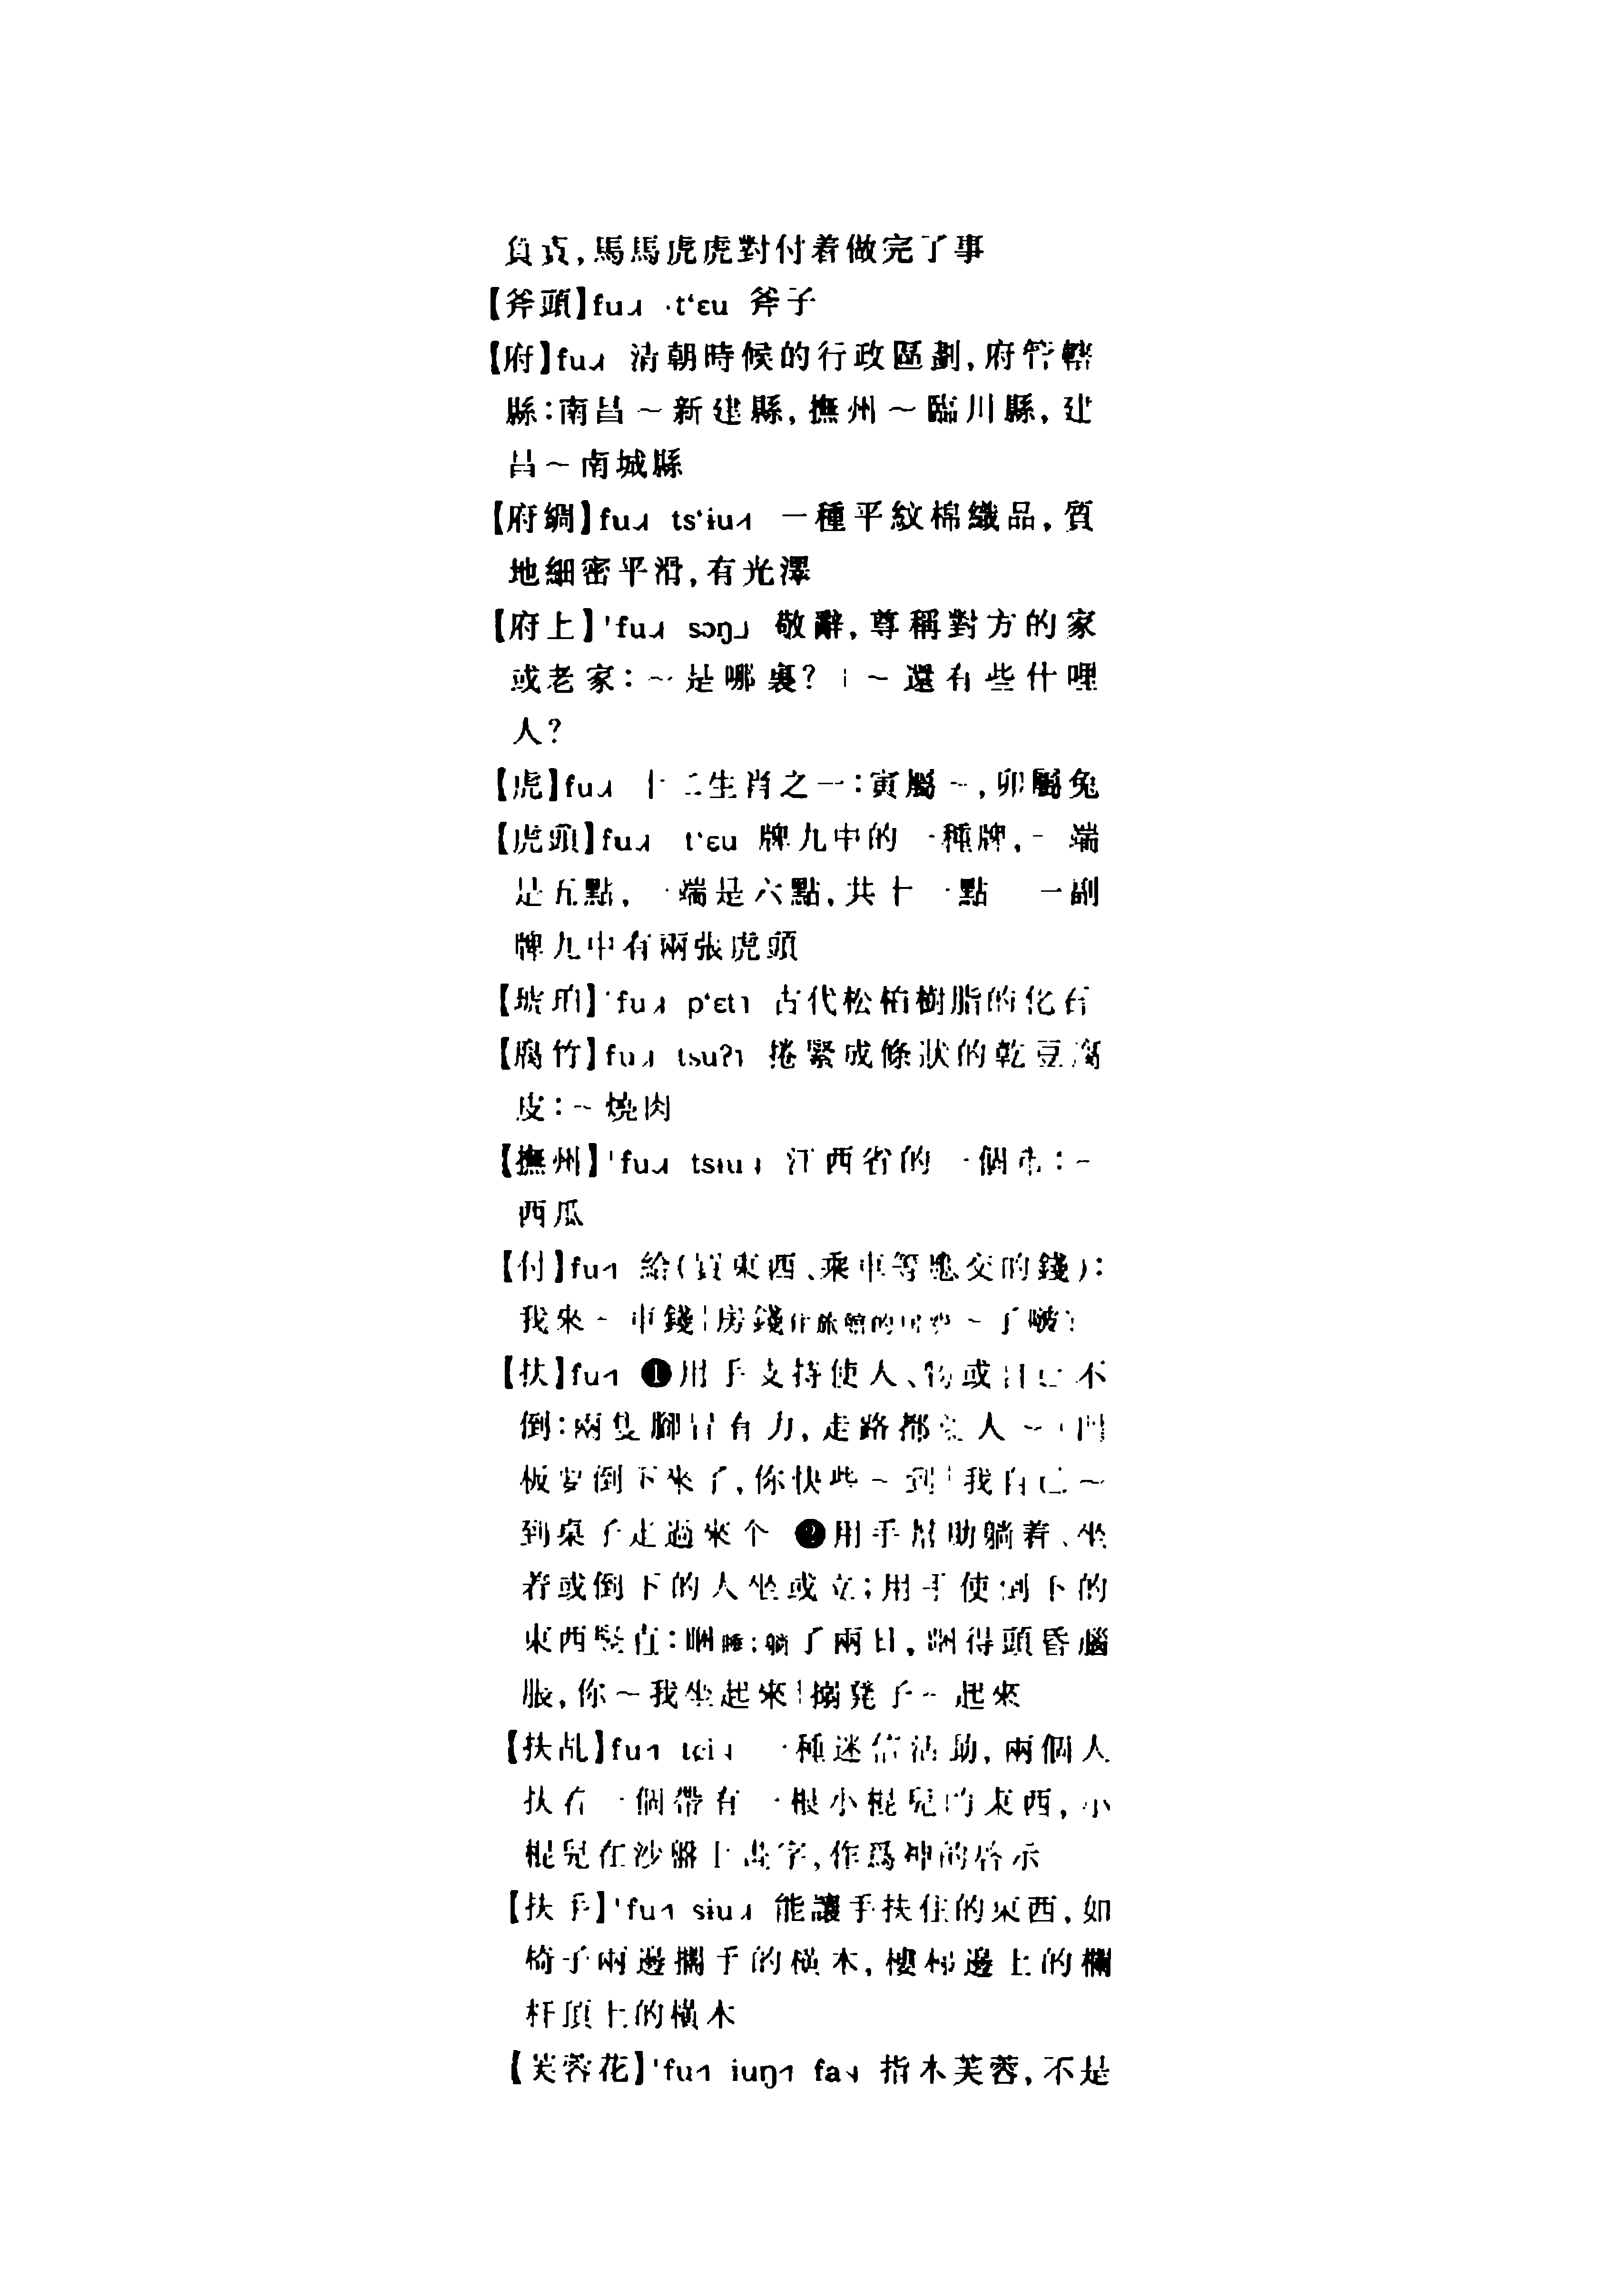 負責,馬馬虎虎對付着做完了事
【斧頭】fu˩˧ ·t‘ɛu 斧子
【府】fu˩˧ 清朝時候的行政區劃,府管轄
縣:南昌～新建縣,撫州～臨川縣,建
昌～南城縣
【府綢】fu˩˧ ts‘iu˧˥ 一種平紋棉織品,質
地細密平滑,有光澤
【府上】'fu˩˧ sɔŋ˩ 敬辭,尊稱對方的家
或老家:～是哪裏?｜～還有些什哩
人?
【虎】fu˩˧ 十二生肖之一:寅屬～,卯屬兔
【虎頭】fu˩˧ t‘ɛu 牌九中的一種牌,一端
是五點,一端是六點,共十一點 一副
牌九中有兩張虎頭
【琥珀】'fu˩˧ p‘ɛt˥ 古代松柏樹脂的化石
【腐竹】fu˩˧ tsuʔ˥ 捲緊成條狀的乾豆腐
皮:～燒肉
【撫州】'fu˩˧ tsiu 江西省的一個市:～
西瓜
【付】fu˧˥ 給(買東西、乘車等應交的錢):
我來～車錢｜房錢住旅館的 ～了啵?
【扶】fu˧˥ ❶用手支持使人、物或自己不
倒:兩隻腳冇有力,走路都要人～｜門
板要倒下來了,你快些～到｜我自己～
到桌子走過來个 ❷用手幫助躺着、坐
着或倒下的人坐或立;用手使倒下的
東西竪直:睏睡;躺了兩日,睏得頭昏腦
脹,你～我坐起來｜搦凳子～起來
【扶乩】fu˧˥ tɕi 一種迷信活動,兩個人
扶着一個帶有一根小棍兒的東西,小
棍兒在沙盤上畫字,作爲神的啓示
【扶手】'fu˧˥ siu˩˧ 能讓手扶住的東西,如
椅子兩邊擱手的橫木,樓梯邊上的欄
杆頂上的橫木
【芙蓉花】'fu˧˥ iuŋ˧˥ fa 指木芙蓉,不是